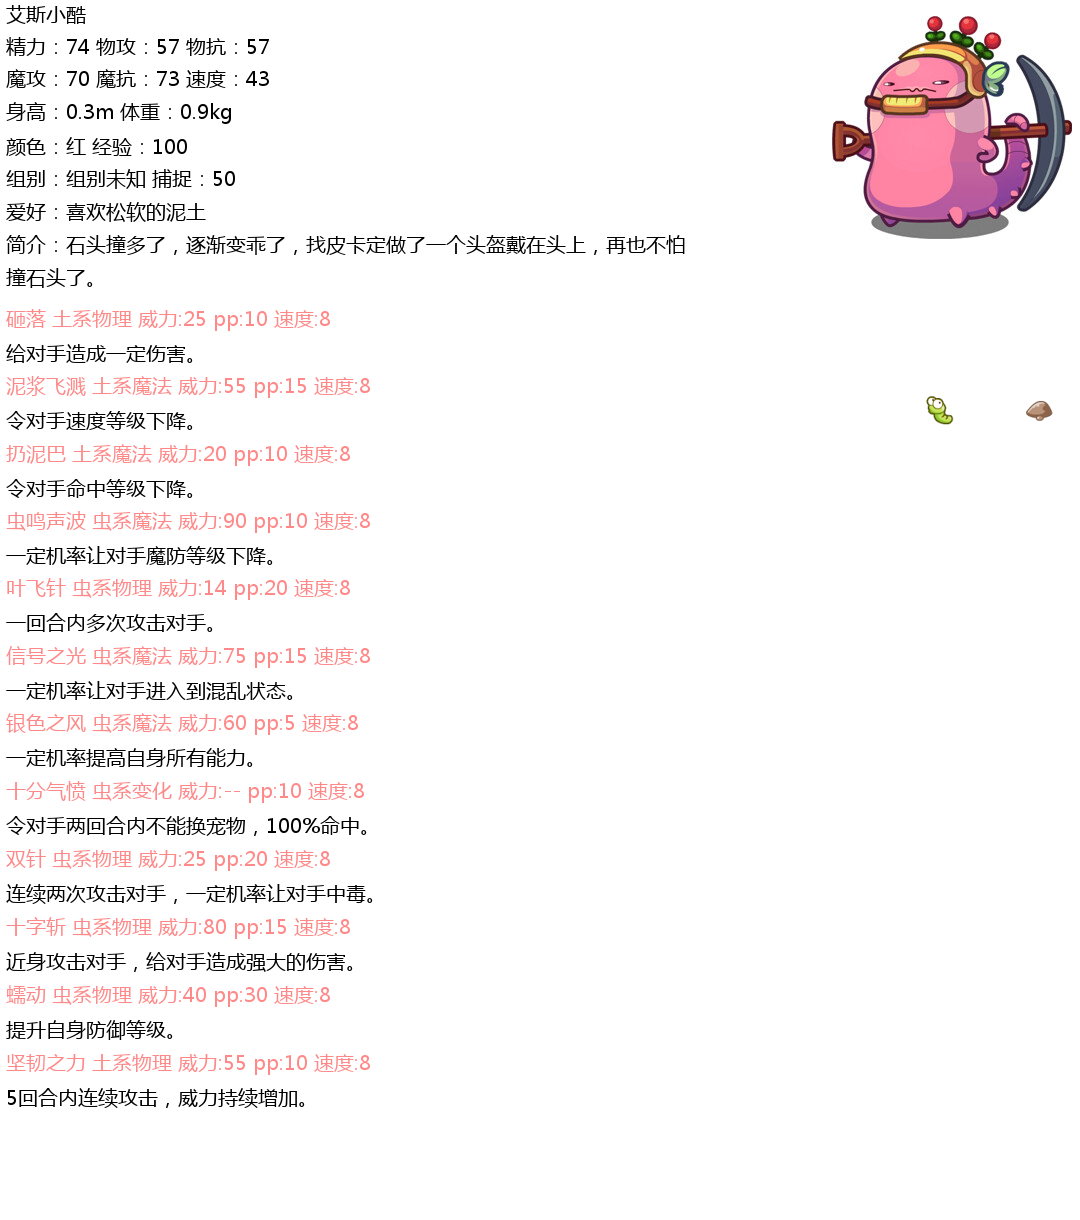 艾斯小酷
精力：74 物攻：57 物抗：57
魔攻：70 魔抗：73 速度：43
身高：0.3m 体重：0.9kg
颜色：红 经验：100
组别：组别未知 捕捉：50
爱好：喜欢松软的泥土
简介：石头撞多了，逐渐变乖了，找皮卡定做了一个头盔戴在头上，再也不怕
撞石头了。
砸落 土系物理 威力:25 pp:10 速度:8
给对手造成一定伤害。
泥浆飞溅 土系魔法 威力:55 pp:15 速度:8
令对手速度等级下降。
扔泥巴 土系魔法 威力:20 pp:10 速度:8
令对手命中等级下降。
虫鸣声波 虫系魔法 威力:90 pp:10 速度:8
一定机率让对手魔防等级下降。
叶飞针 虫系物理 威力:14 pp:20 速度:8
一回合内多次攻击对手。
信号之光 虫系魔法 威力:75 pp:15 速度:8
一定机率让对手进入到混乱状态。
银色之风 虫系魔法 威力:60 pp:5 速度:8
一定机率提高自身所有能力。
十分气愤 虫系变化 威力:-- pp:10 速度:8
令对手两回合内不能换宠物，100%命中。
双针 虫系物理 威力:25 pp:20 速度:8
连续两次攻击对手，一定机率让对手中毒。
十字斩 虫系物理 威力:80 pp:15 速度:8
近身攻击对手，给对手造成强大的伤害。
蠕动 虫系物理 威力:40 pp:30 速度:8
提升自身防御等级。
坚韧之力 土系物理 威力:55 pp:10 速度:8
5回合内连续攻击，威力持续增加。